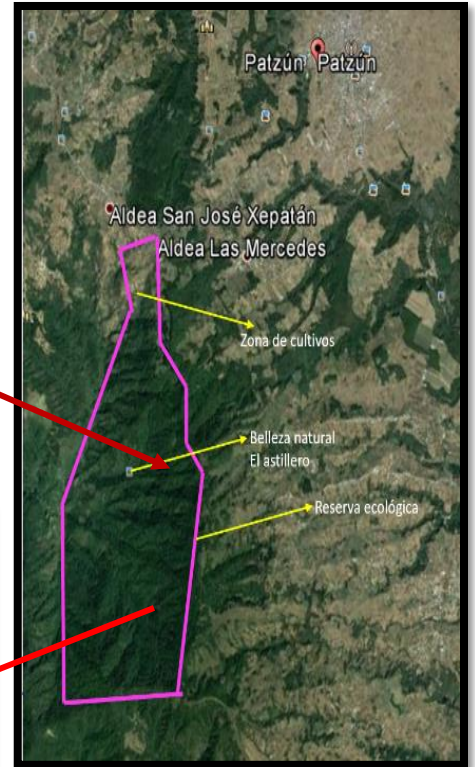 Patzún Patzún
Aldea San José Xepatán
Aldea Las Mercedes
Zona de cultivos
Belleza natural
El astillero
Reserva ecológica